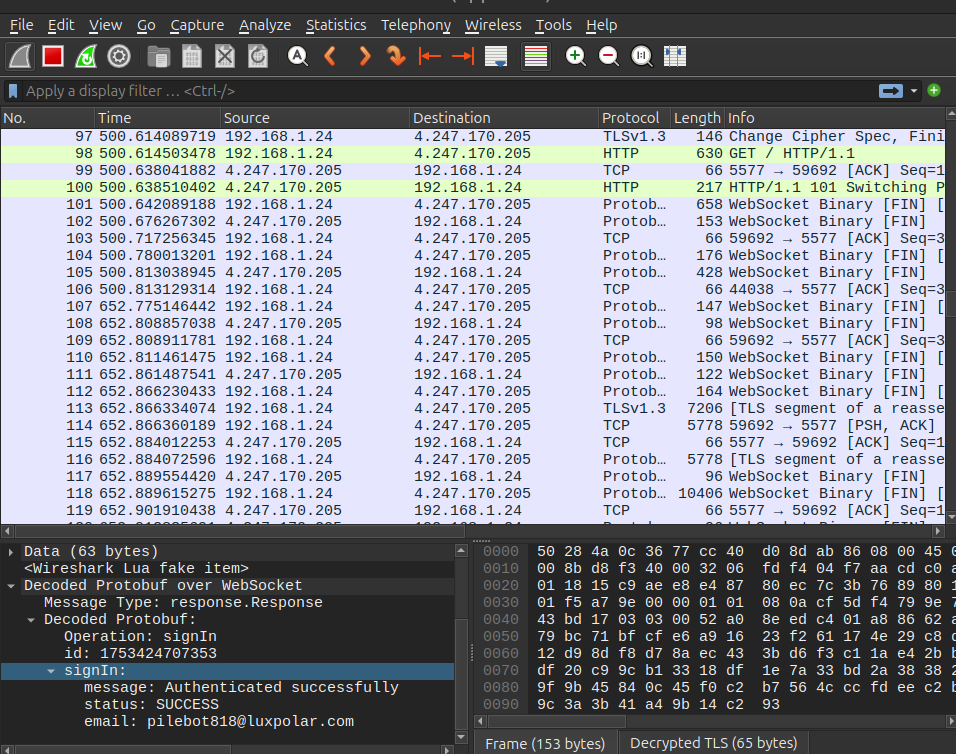 File Edit View Go Capture Analyze Statistics Telephony Wireless Tools Help
Apply a display filter … <Ctrl-/>
No. Time Source Destination Protocol Length Info
97 500.614089719 192.168.1.24 4.247.170.205 TLSv1.3 146 Change Cipher Spec, Fini
98 500.614503478 192.168.1.24 4.247.170.205 HTTP 630 GET / HTTP/1.1
99 500.638041882 4.247.170.205 192.168.1.24 TCP 66 5577 → 59692 [ACK] Seq=1
100 500.638510402 4.247.170.205 192.168.1.24 HTTP 217 HTTP/1.1 101 Switching P
101 500.642089188 192.168.1.24 4.247.170.205 Protob… 658 WebSocket Binary [FIN] [
102 500.676267302 4.247.170.205 192.168.1.24 Protob… 153 WebSocket Binary [FIN]
103 500.717256345 192.168.1.24 4.247.170.205 TCP 66 59692 → 5577 [ACK] Seq=3
104 500.780013201 192.168.1.24 4.247.170.205 Protob… 176 WebSocket Binary [FIN] [
105 500.813038945 4.247.170.205 192.168.1.24 Protob… 428 WebSocket Binary [FIN]
106 500.813129314 192.168.1.24 4.247.170.205 TCP 66 44038 → 5577 [ACK] Seq=3
107 652.775146442 192.168.1.24 4.247.170.205 Protob… 147 WebSocket Binary [FIN] [
108 652.808857038 4.247.170.205 192.168.1.24 Protob… 98 WebSocket Binary [FIN]
109 652.808911781 192.168.1.24 4.247.170.205 TCP 66 59692 → 5577 [ACK] Seq=3
110 652.811461475 192.168.1.24 4.247.170.205 Protob… 150 WebSocket Binary [FIN] [
111 652.861487541 4.247.170.205 192.168.1.24 Protob… 122 WebSocket Binary [FIN]
112 652.866230433 192.168.1.24 4.247.170.205 Protob… 164 WebSocket Binary [FIN] [
113 652.866334074 192.168.1.24 4.247.170.205 TLSv1.3 7206 [TLS segment of a reasse
114 652.866360189 192.168.1.24 4.247.170.205 TCP 5778 59692 → 5577 [PSH, ACK]
115 652.884012253 4.247.170.205 192.168.1.24 TCP 66 5577 → 59692 [ACK] Seq=1
116 652.884072596 192.168.1.24 4.247.170.205 Protob… 5778 [TLS segment of a reasse
117 652.889554420 4.247.170.205 192.168.1.24 Protob… 96 WebSocket Binary [FIN]
118 652.889615275 192.168.1.24 4.247.170.205 Protob… 10406 WebSocket Binary [FIN] [
119 652.901910438 4.247.170.205 192.168.1.24 TCP 66 5577 → 59692 [ACK] Seq=1
Data (63 bytes)
<Wireshark Lua fake item>
Decoded Protobuf over WebSocket
Message Type: response.Response
Decoded Protobuf:
Operation: signIn
id: 1753424707353
signIn:
message: Authenticated successfully
status: SUCCESS
email: pilebot818@luxpolar.com
0000 50 28 4a 0c 36 77 cc 40 d0 8d ab 86 08 00 45 0
0010 00 8b d8 f3 40 00 32 06 fd f4 04 f7 aa cd c0 a
0020 01 18 15 c9 ae e8 e4 87 80 ec 7c 3b 76 89 80 1
0030 01 f5 a7 9e 00 00 01 01 08 0a cf 5d f4 79 9e 7
0040 43 bd 17 03 03 00 52 a0 8e ed c4 01 a8 86 62 a
0050 79 bc 71 bf cf e6 a9 16 23 f2 61 17 4e 29 c8 d
0060 12 d9 8d f8 d7 8a ec 43 3b d6 f3 c1 1a e4 2b b
0070 df 20 c9 9c b1 33 18 df 1e 7a 33 bd 2a 38 38 2
0080 9f 9b 45 84 0c 45 f0 c2 b7 56 4c cc fd ee c2 b
0090 9c 3a 3b 41 a4 9b 14 c2 93
Frame (153 bytes) Decrypted TLS (65 bytes)